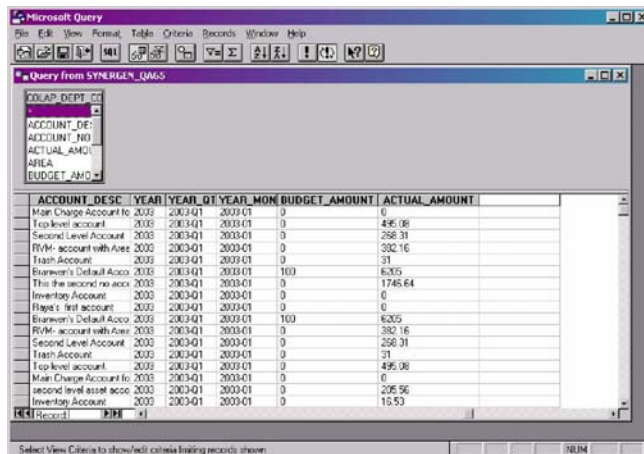 Microsoft Query
File Edit View Format Table Criteria Records Window Help
SQL
Query from SYNERGEN_QA65
COLAP_DEPT_CO
*
ACCOUNT_DE
ACCOUNT_NO
ACTUAL_AMOU
AREA
BUDGET_AMO
ACCOUNT_DESC YEAR YEAR_QT YEAR_MON BUDGET_AMOUNT ACTUAL_AMOUNT
Main Charge Account fo 2003 2003-Q1 2003-01 0 0
Top level account 2003 2003-Q1 2003-01 0 495.08
Second Level Account 2003 2003-Q1 2003-01 0 268.31
RVM- account with Area 2003 2003-Q1 2003-01 0 382.16
Trash Account 2003 2003-Q1 2003-01 0 31
Branwen's Default Acco 2003 2003-Q1 2003-01 100 6205
This the second no acco 2003 2003-Q1 2003-01 0 1746.64
Inventory Account 2003 2003-Q1 2003-01 0 0
Raya's first account 2003 2003-Q1 2003-01 0 0
Branwen's Default Acco 2003 2003-Q1 2003-01 100 6205
RVM- account with Area 2003 2003-Q1 2003-01 0 382.16
Second Level Account 2003 2003-Q1 2003-01 0 268.31
Trash Account 2003 2003-Q1 2003-01 0 31
Top level account 2003 2003-Q1 2003-01 0 495.08
Main Charge Account fo 2003 2003-Q1 2003-01 0 0
second level asset acco 2003 2003-Q1 2003-01 0 205.56
Inventory Account 2003 2003-Q1 2003-01 0 16.53
Record:
Select View Criteria to show/edit criteria limiting records shown NUM